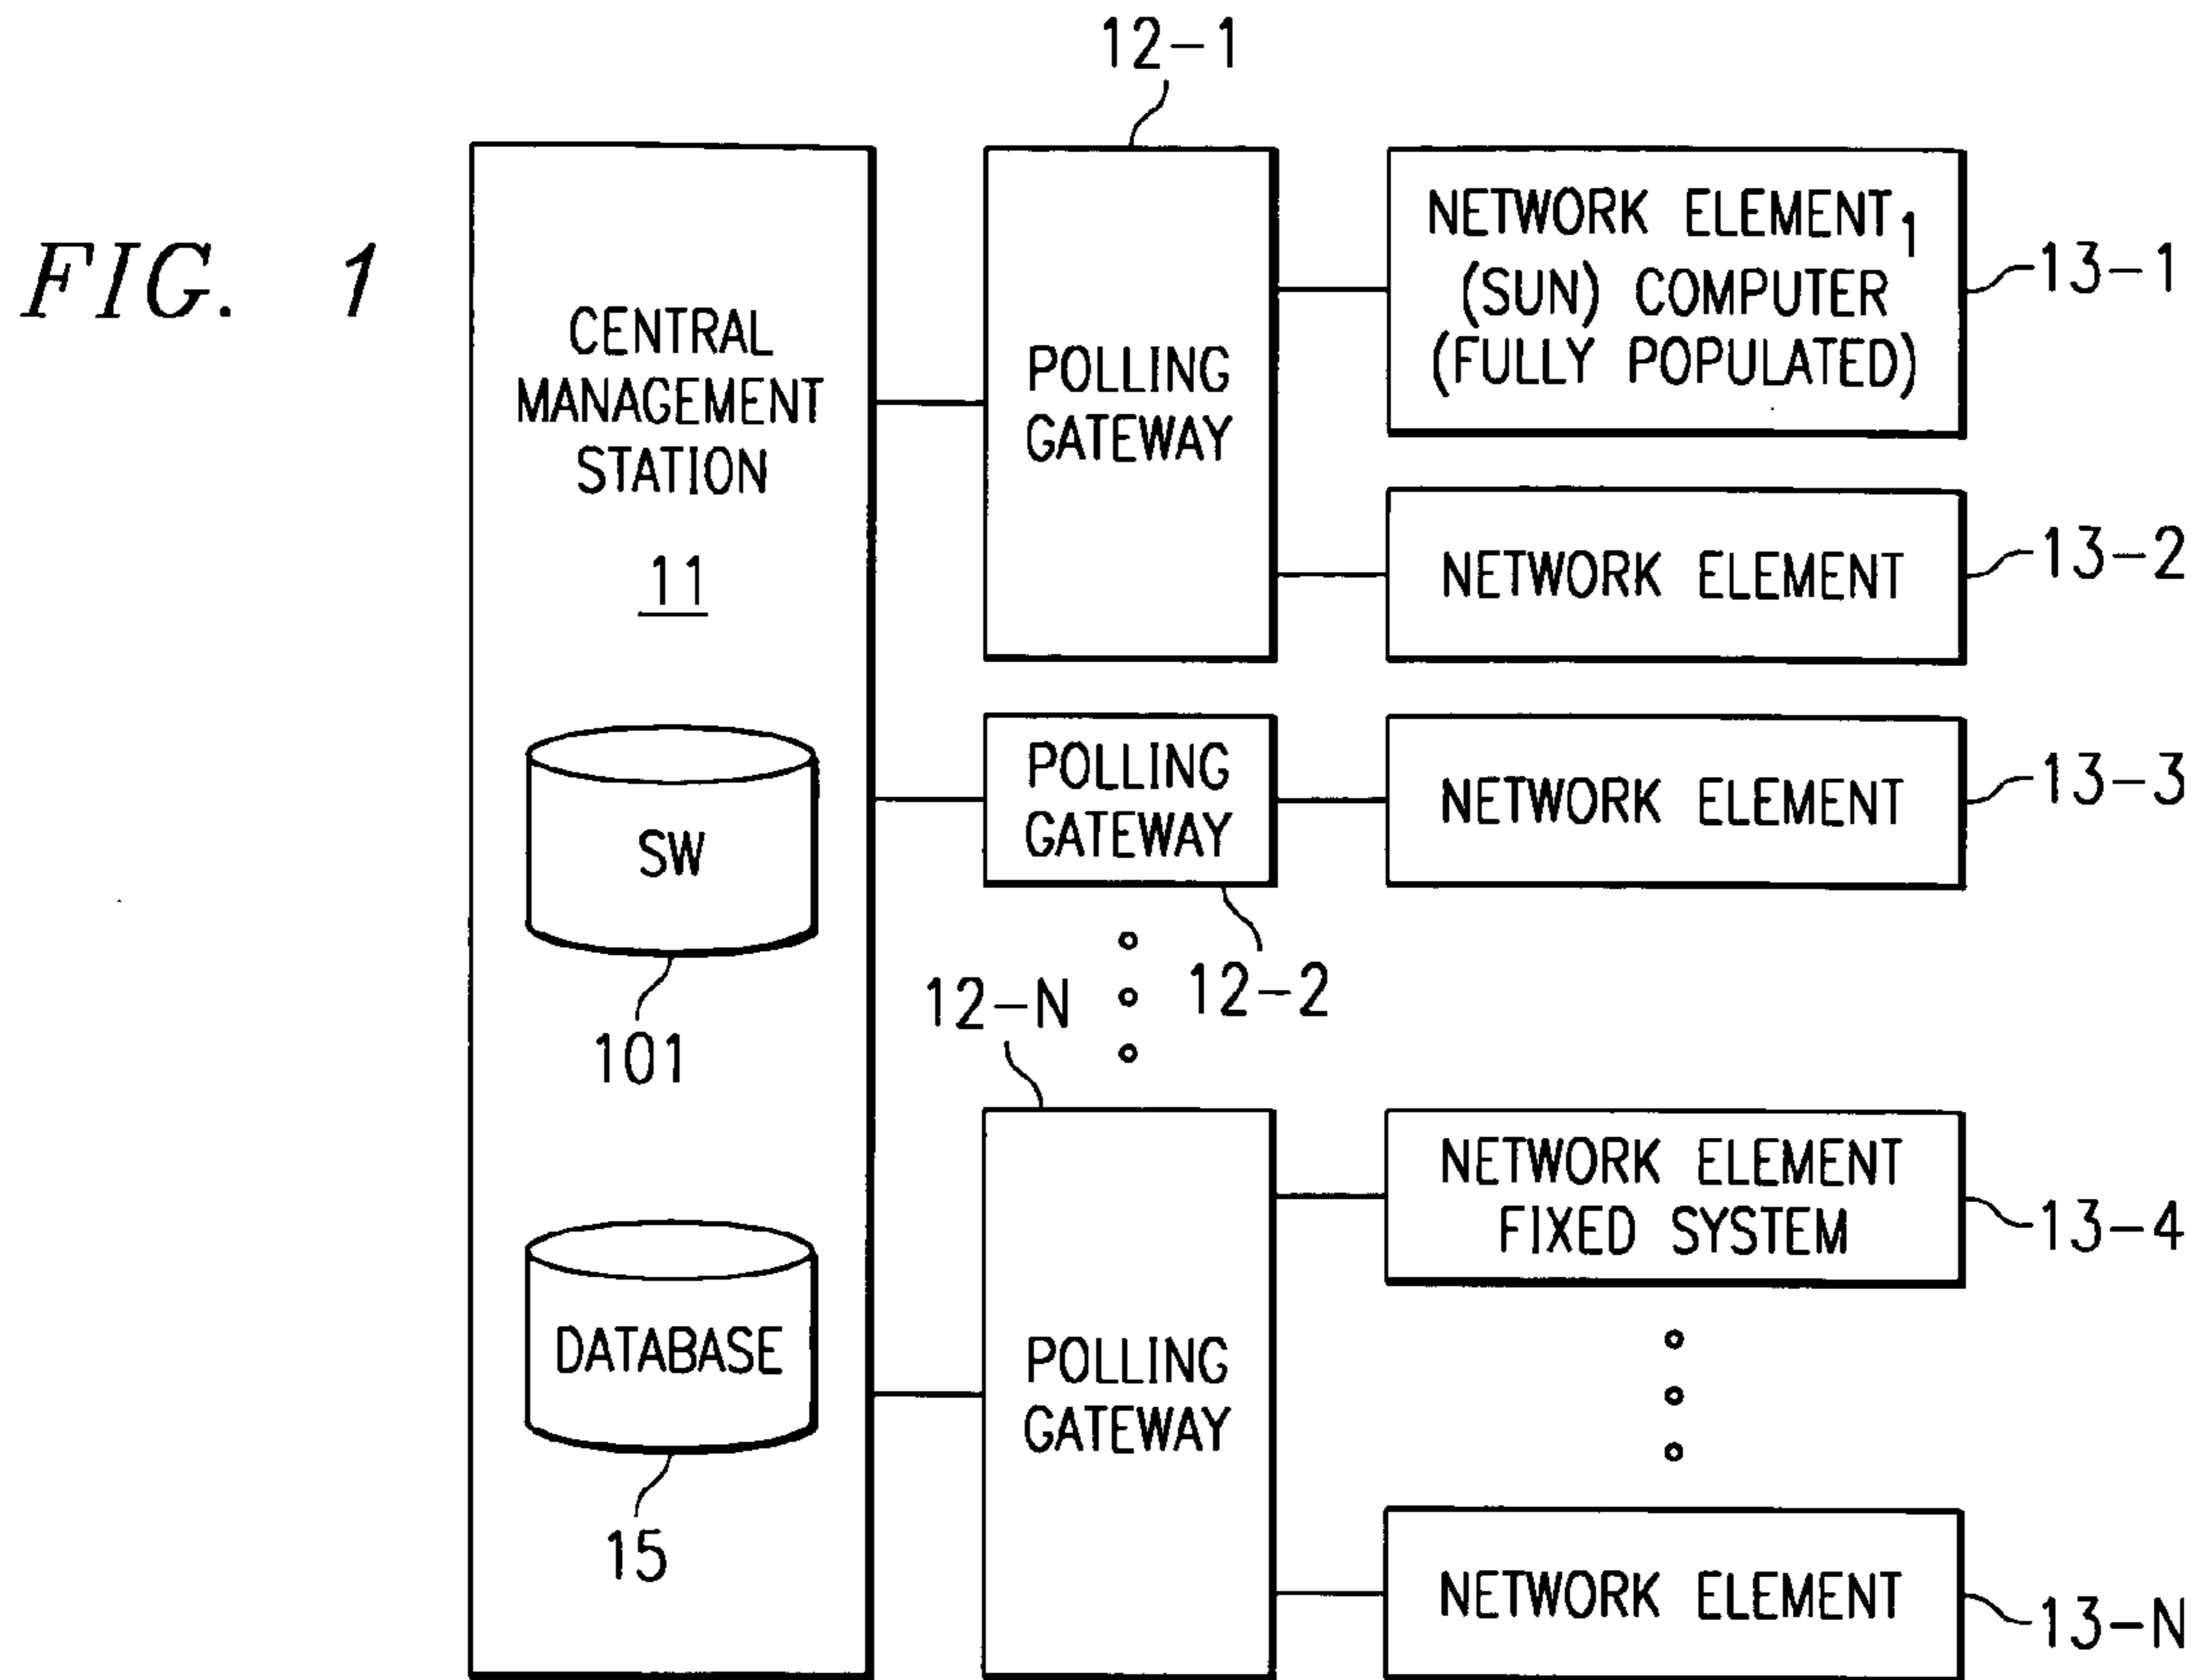 FIG. 1
CENTRAL
MANAGEMENT
STATION
11
SW
101
DATABASE
15
12-1
POLLING
GATEWAY
POLLING
GATEWAY
12-2
12-N
POLLING
GATEWAY
NETWORK ELEMENT1
(SUN) COMPUTER
(FULLY POPULATED)
13-1
NETWORK ELEMENT
13-2
NETWORK ELEMENT
13-3
NETWORK ELEMENT
FIXED SYSTEM
13-4
NETWORK ELEMENT
13-N